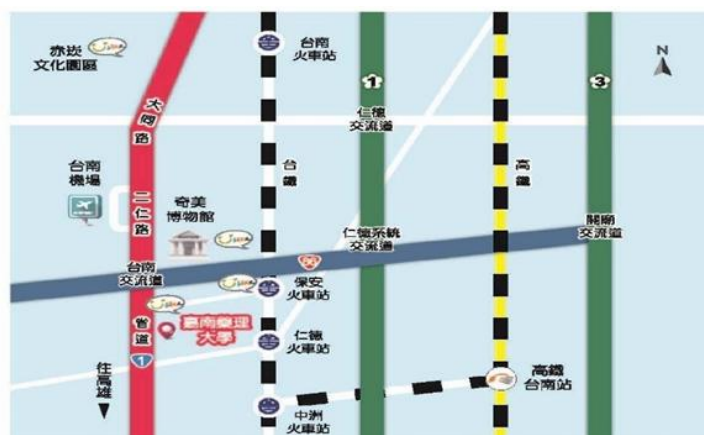 赤崁
文化園區
台南
火車站
N
1
3
大同路
仁德
交流道
台鐵
高鐵
台南
機場
二仁路
奇美
博物館
仁德系統
交流道
關廟
交流道
台南
交流道
86
保安
火車站
省道
嘉南藥理
大學
仁德
火車站
1
往高雄
高鐵
台南站
中洲
火車站